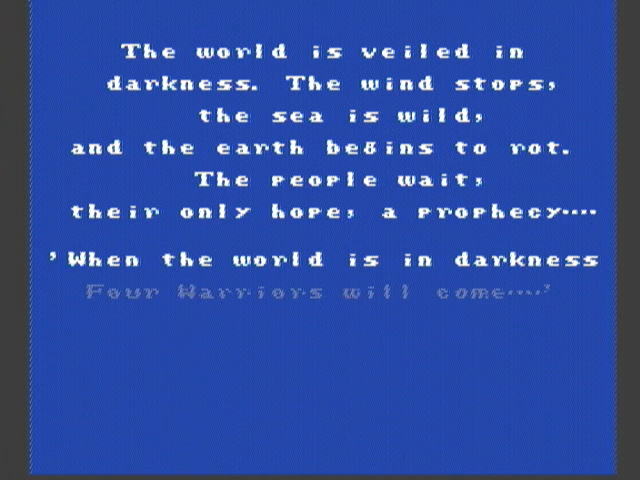 The world is veiled in
darkness. The wind stops,
the sea is wild,
and the earth begins to rot.
The people wait,
their only hope, a prophecy····
'When the world is in darkness
Four Warriors will come····'